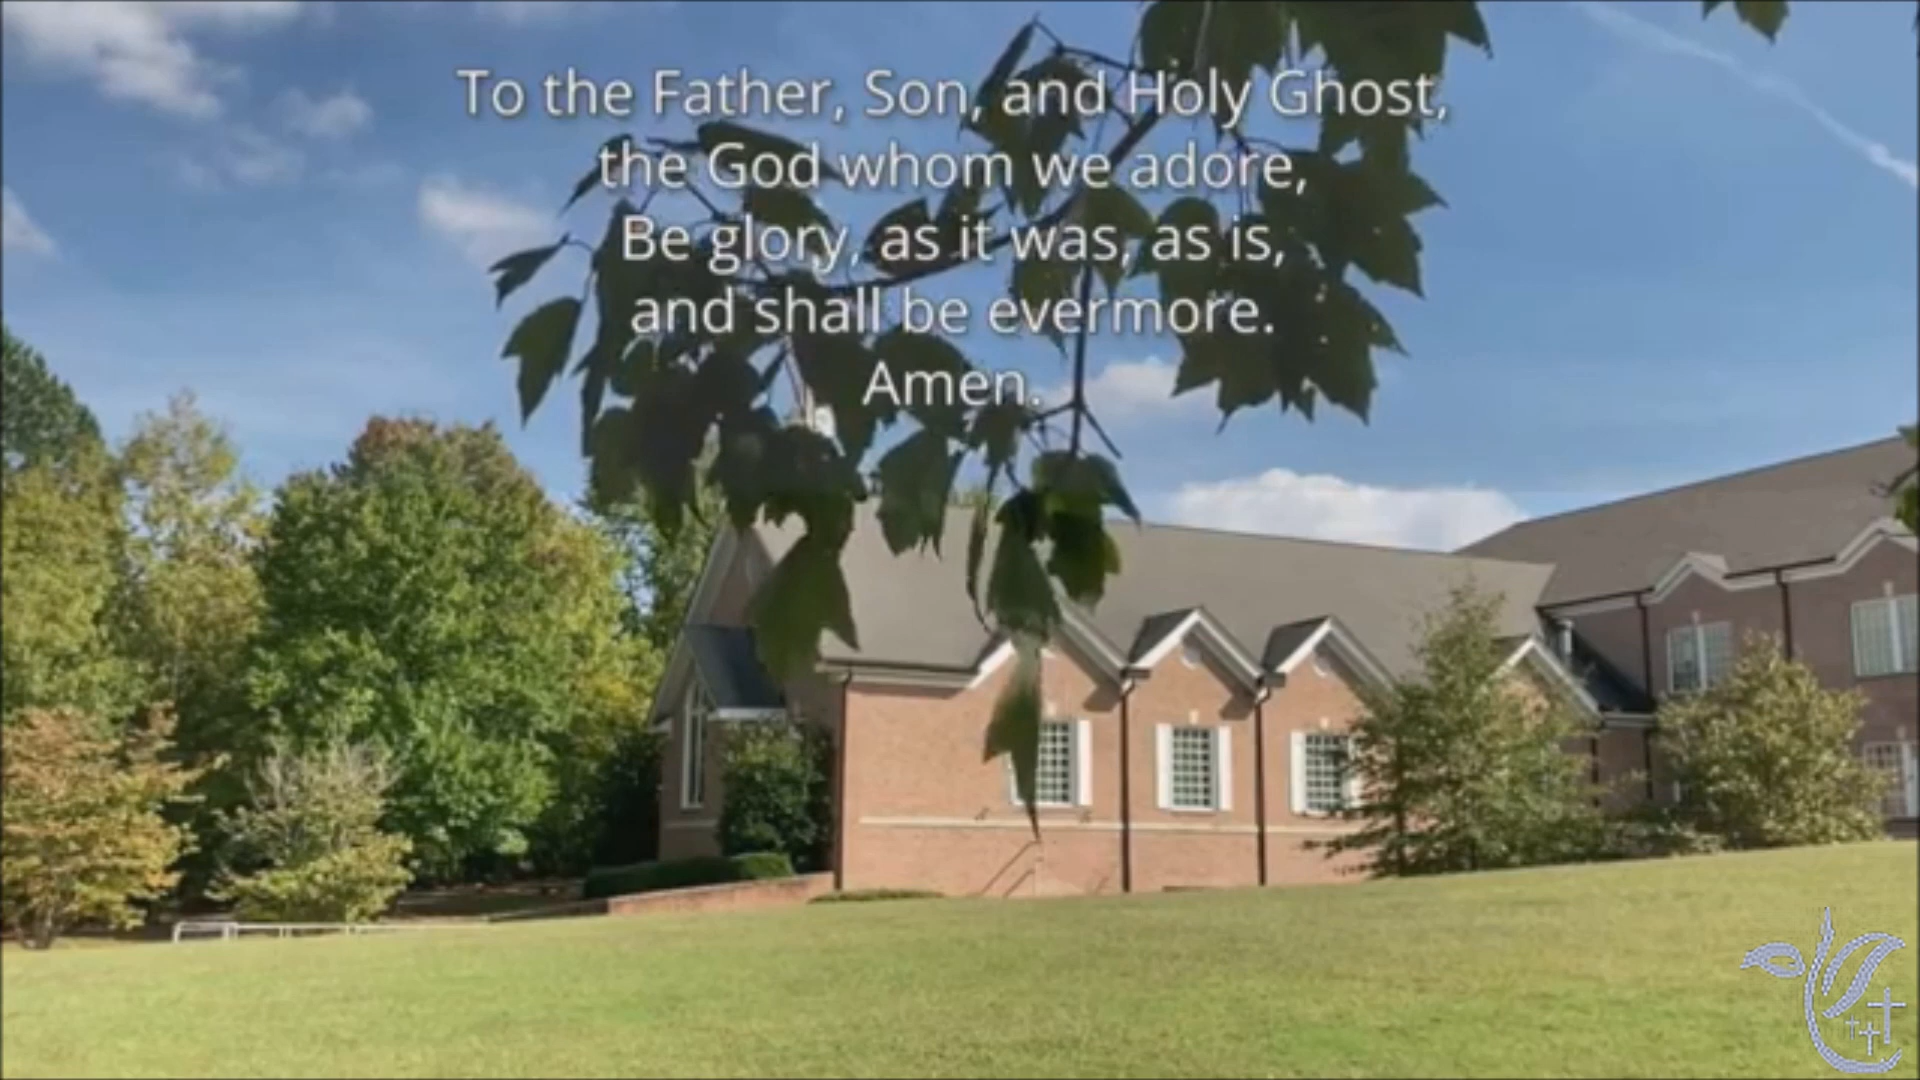 To the Father, Son, and Holy Ghost,
the God whom we adore,
Be glory, as it was, as is,
and shall be evermore.
Amen.